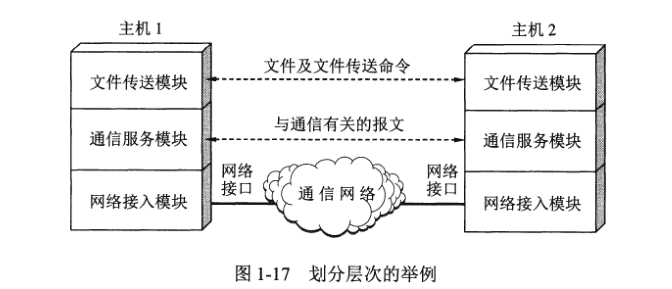 主机 1
主机 2
文件传送模块
文件及文件传送命令
文件传送模块
通信服务模块
与通信有关的报文
通信服务模块
网络
接口
网络
接口
网络接入模块
通信网络
网络接入模块
图 1-17 划分层次的举例